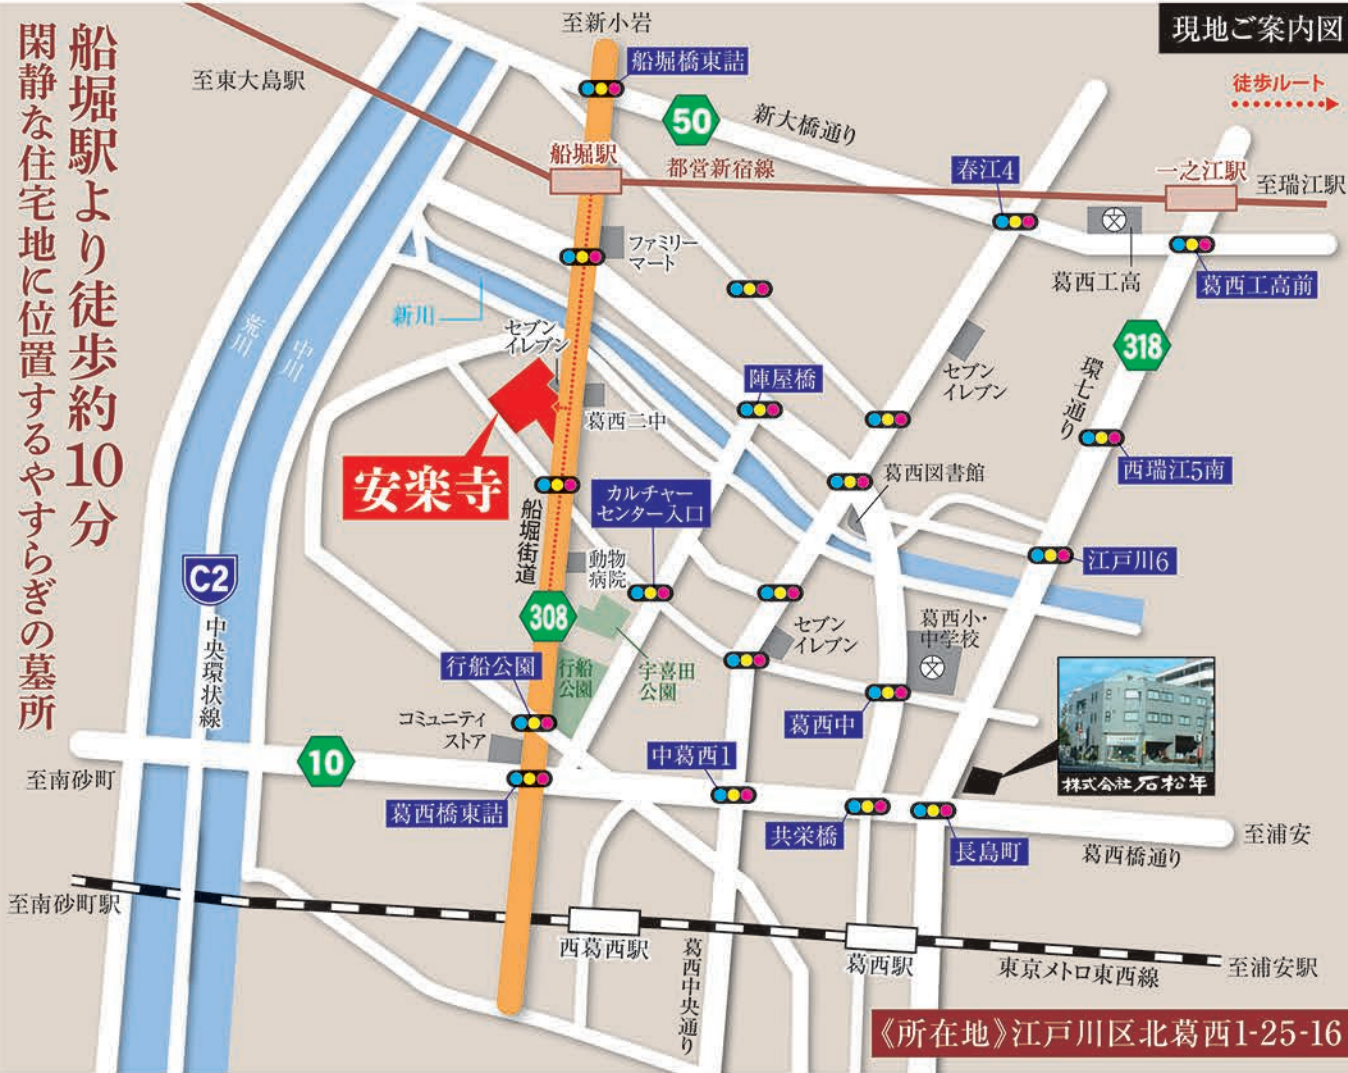 船堀駅より徒歩約10分
閑静な住宅地に位置するやすらぎの墓所
現地ご案内図
徒歩ルート
至新小岩
船堀橋東詰
至東大島駅
50
新大橋通り
船堀駅
都営新宿線
春江4
一之江駅
至瑞江駅
ファミリー
マート
葛西工高
葛西工高前
新川
セブン
イレブン
荒川
中川
318
環七通り
セブン
イレブン
陣屋橋
葛西二中
安楽寺
西瑞江5南
葛西図書館
カルチャー
センター入口
船堀街道
動物
病院
江戸川6
C2
中央環状線
308
葛西小・
中学校
セブン
イレブン
行船公園
行船
公園
宇喜田
公園
コミュニティ
ストア
葛西中
中葛西1
10
至南砂町
葛西橋東詰
共栄橋
長島町
株式会社 石松年
葛西橋通り
至浦安
至南砂町駅
西葛西駅
葛西中央通り
葛西駅
東京メトロ東西線
至浦安駅
《所在地》江戸川区北葛西1-25-16